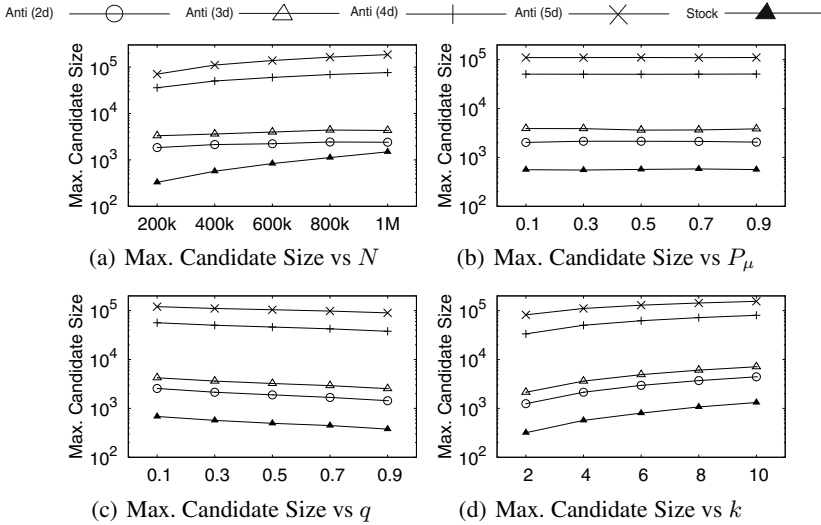 Anti (2d) Anti (3d) Anti (4d) Anti (5d) Stock
Max. Candidate Size
10^5
10^4
10^3
10^2
200k 400k 600k 800k 1M
(a) Max. Candidate Size vs N
Max. Candidate Size
10^5
10^4
10^3
10^2
0.1 0.3 0.5 0.7 0.9
(b) Max. Candidate Size vs P_μ
Max. Candidate Size
10^5
10^4
10^3
10^2
0.1 0.3 0.5 0.7 0.9
(c) Max. Candidate Size vs q
Max. Candidate Size
10^5
10^4
10^3
10^2
2 4 6 8 10
(d) Max. Candidate Size vs k